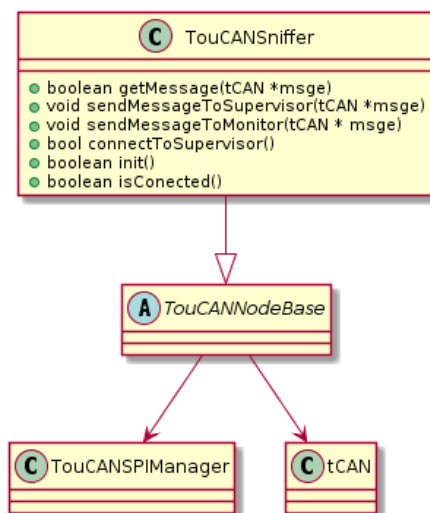 C TouCANSniffer
boolean getMessage(tCAN *msge)
void sendMessageToSupervisor(tCAN *msge)
void sendMessageToMonitor(tCAN * msge)
bool connectToSupervisor()
boolean init()
boolean isConected()
A TouCANNodeBase
C TouCANSPIManager
C tCAN